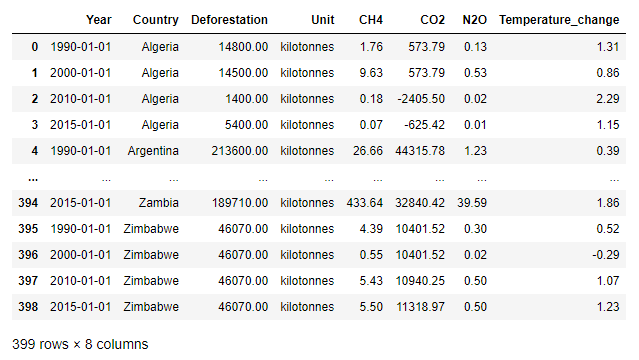 Year Country Deforestation Unit CH4 CO2 N2O Temperature_change
0 1990-01-01 Algeria 14800.00 kilotonnes 1.76 573.79 0.13 1.31
1 2000-01-01 Algeria 14500.00 kilotonnes 9.63 573.79 0.53 0.86
2 2010-01-01 Algeria 1400.00 kilotonnes 0.18 -2405.50 0.02 2.29
3 2015-01-01 Algeria 5400.00 kilotonnes 0.07 -625.42 0.01 1.15
4 1990-01-01 Argentina 213600.00 kilotonnes 26.66 44315.78 1.23 0.39
... ... ... ... ... ... ... ... ...
394 2015-01-01 Zambia 189710.00 kilotonnes 433.64 32840.42 39.59 1.86
395 1990-01-01 Zimbabwe 46070.00 kilotonnes 4.39 10401.52 0.30 0.52
396 2000-01-01 Zimbabwe 46070.00 kilotonnes 0.55 10401.52 0.02 -0.29
397 2010-01-01 Zimbabwe 46070.00 kilotonnes 5.43 10940.25 0.50 1.07
398 2015-01-01 Zimbabwe 46070.00 kilotonnes 5.50 11318.97 0.50 1.23
399 rows × 8 columns